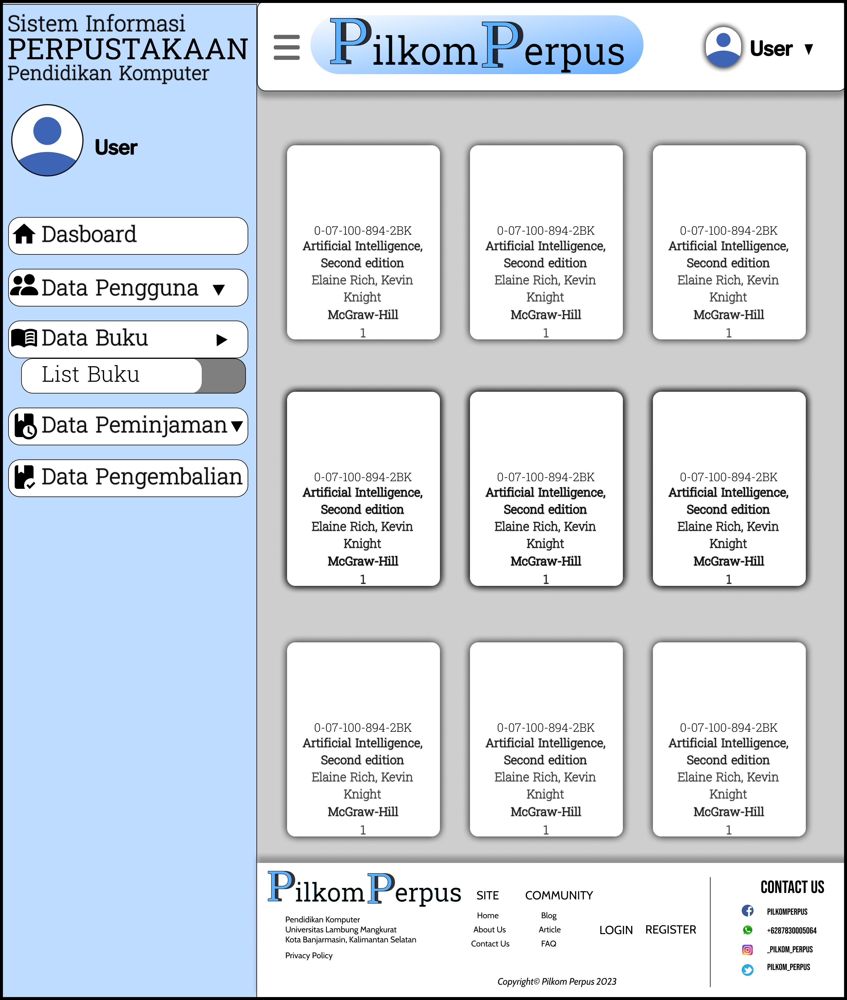 Sistem Informasi
PERPUSTAKAAN
Pendidikan Komputer
User
Dasboard
Data Pengguna
Data Buku
List Buku
Data Peminjaman
Data Pengembalian
PilkomPerpus
User
0-07-100-894-2BK
Artificial Intelligence,
Second edition
Elaine Rich, Kevin
Knight
McGraw-Hill
1
0-07-100-894-2BK
Artificial Intelligence,
Second edition
Elaine Rich, Kevin
Knight
McGraw-Hill
1
0-07-100-894-2BK
Artificial Intelligence,
Second edition
Elaine Rich, Kevin
Knight
McGraw-Hill
1
0-07-100-894-2BK
Artificial Intelligence,
Second edition
Elaine Rich, Kevin
Knight
McGraw-Hill
1
0-07-100-894-2BK
Artificial Intelligence,
Second edition
Elaine Rich, Kevin
Knight
McGraw-Hill
1
0-07-100-894-2BK
Artificial Intelligence,
Second edition
Elaine Rich, Kevin
Knight
McGraw-Hill
1
0-07-100-894-2BK
Artificial Intelligence,
Second edition
Elaine Rich, Kevin
Knight
McGraw-Hill
1
0-07-100-894-2BK
Artificial Intelligence,
Second edition
Elaine Rich, Kevin
Knight
McGraw-Hill
1
0-07-100-894-2BK
Artificial Intelligence,
Second edition
Elaine Rich, Kevin
Knight
McGraw-Hill
1
PilkomPerpus
Pendidikan Komputer
Universitas Lambung Mangkurat
Kota Banjarmasin, Kalimantan Selatan
Privacy Policy
SITE
Home
About Us
Contact Us
COMMUNITY
Blog
Article
FAQ
LOGIN
REGISTER
Copyright© Pilkom Perpus 2023
CONTACT US
PILKOMPERPUS
+6287830005064
_PILKOM_PERPUS
PILKOM_PERPUS